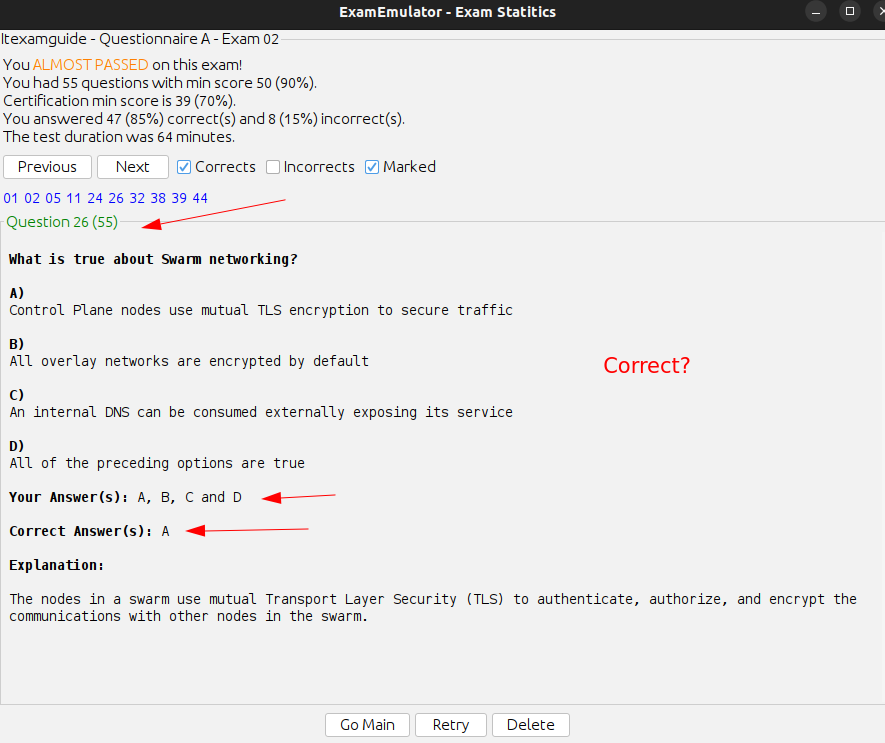 ExamEmulator - Exam Statitics
Itexamguide - Questionnaire A - Exam 02
You ALMOST PASSED on this exam!
You had 55 questions with min score 50 (90%).
Certification min score is 39 (70%).
You answered 47 (85%) correct(s) and 8 (15%) incorrect(s).
The test duration was 64 minutes.
Previous Next Corrects Incorrects Marked
01 02 05 11 24 26 32 38 39 44
Question 26 (55)
What is true about Swarm networking?
A)
Control Plane nodes use mutual TLS encryption to secure traffic
B)
All overlay networks are encrypted by default
Correct?
C)
An internal DNS can be consumed externally exposing its service
D)
All of the preceding options are true
Your Answer(s): A, B, C and D
Correct Answer(s): A
Explanation:
The nodes in a swarm use mutual Transport Layer Security (TLS) to authenticate, authorize, and encrypt the
communications with other nodes in the swarm.
Go Main Retry Delete